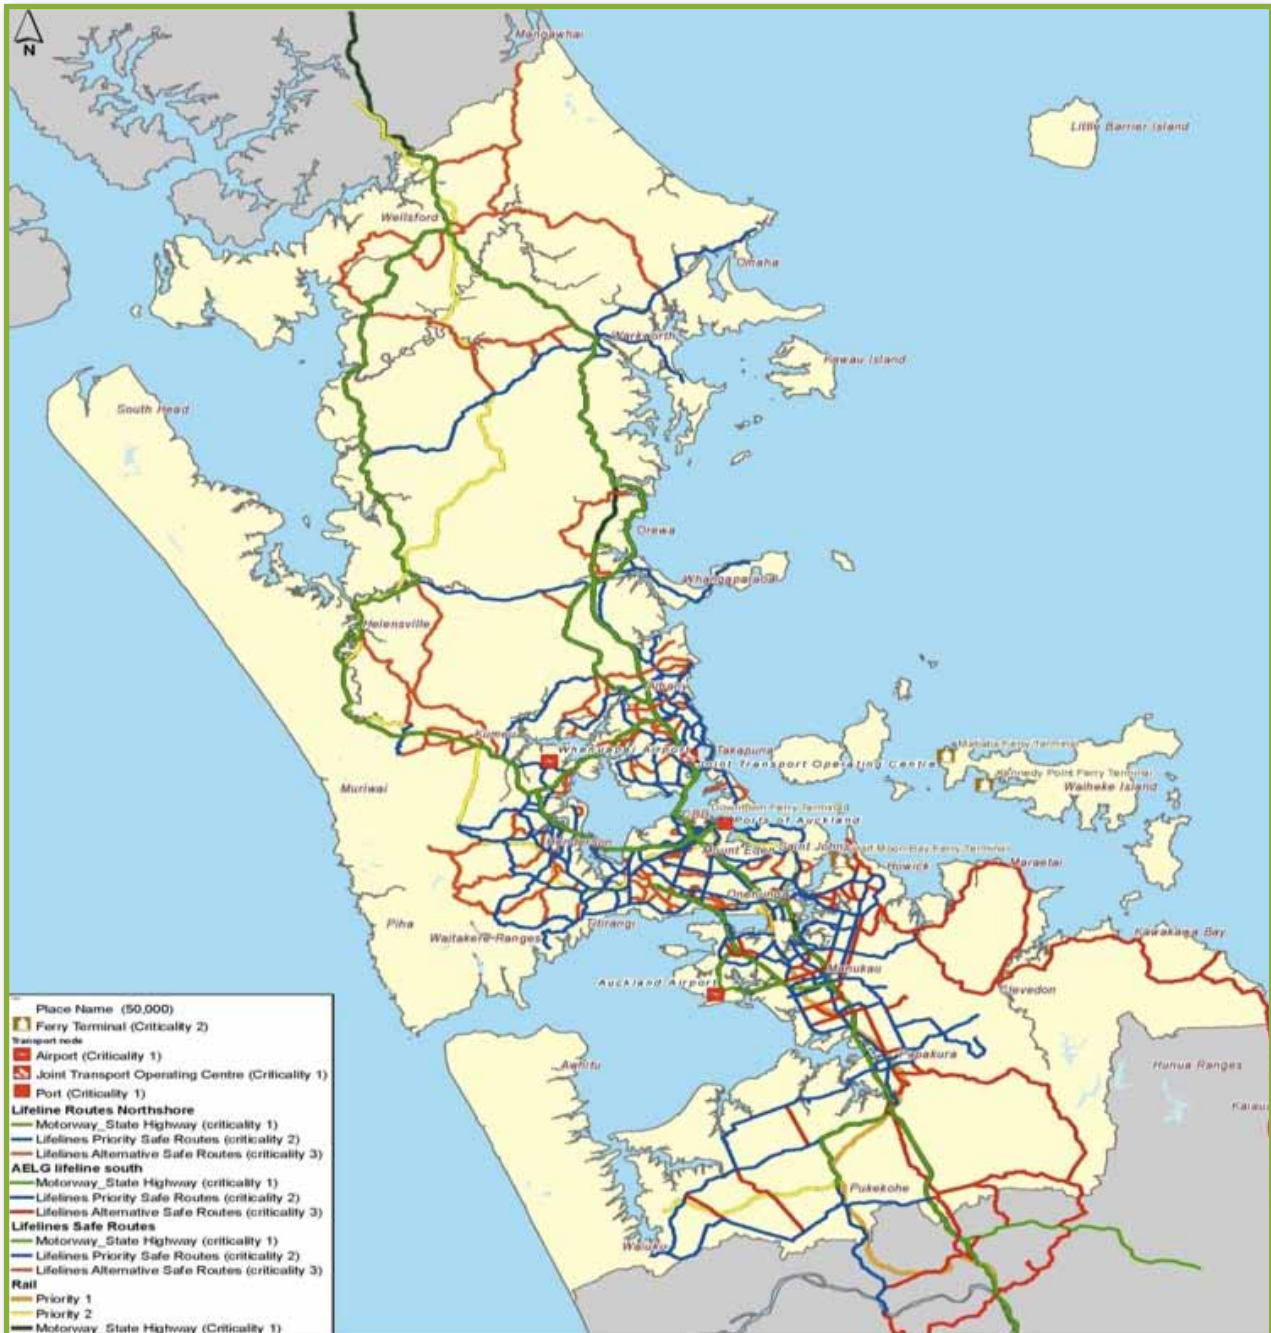 N
Mangawhai
Little Barrier Island
Wellsford
Omaha
Warkworth
Kawau Island
South Head
Orewa
Whangaparaoa
Helensville
Albany
Kumeu
Whenuapai Airport
Takapuna
Joint Transport Operating Centre
Matiatia Ferry Terminal
Kennedy Point Ferry Terminal
Waiheke Island
Muriwai
Downtown Ferry Terminal
CBD
Ports of Auckland
Henderson
Mount Eden
Saint Johns
Half Moon Bay Ferry Terminal
Howick
Maraetai
Onehunga
Piha
Titirangi
Waitakere Ranges
Kawakawa Bay
Manukau
Auckland Airport
Clevedon
Papakura
Awhitu
Hunua Ranges
Pukekohe
Waiuku
Place Name (50,000)
Ferry Terminal (Criticality 2)
Transport node
Airport (Criticality 1)
Joint Transport Operating Centre (Criticality 1)
Port (Criticality 1)
Lifeline Routes Northshore
Motorway_State Highway (criticality 1)
Lifelines Priority Safe Routes (criticality 2)
Lifelines Alternative Safe Routes (criticality 3)
AELG lifeline south
Motorway_State Highway (criticality 1)
Lifelines Priority Safe Routes (criticality 2)
Lifelines Alternative Safe Routes (criticality 3)
Lifelines Safe Routes
Motorway_State Highway (criticality 1)
Lifelines Priority Safe Routes (criticality 2)
Lifelines Alternative Safe Routes (criticality 3)
Rail
Priority 1
Priority 2
Motorway_State Highway (Criticality 1)